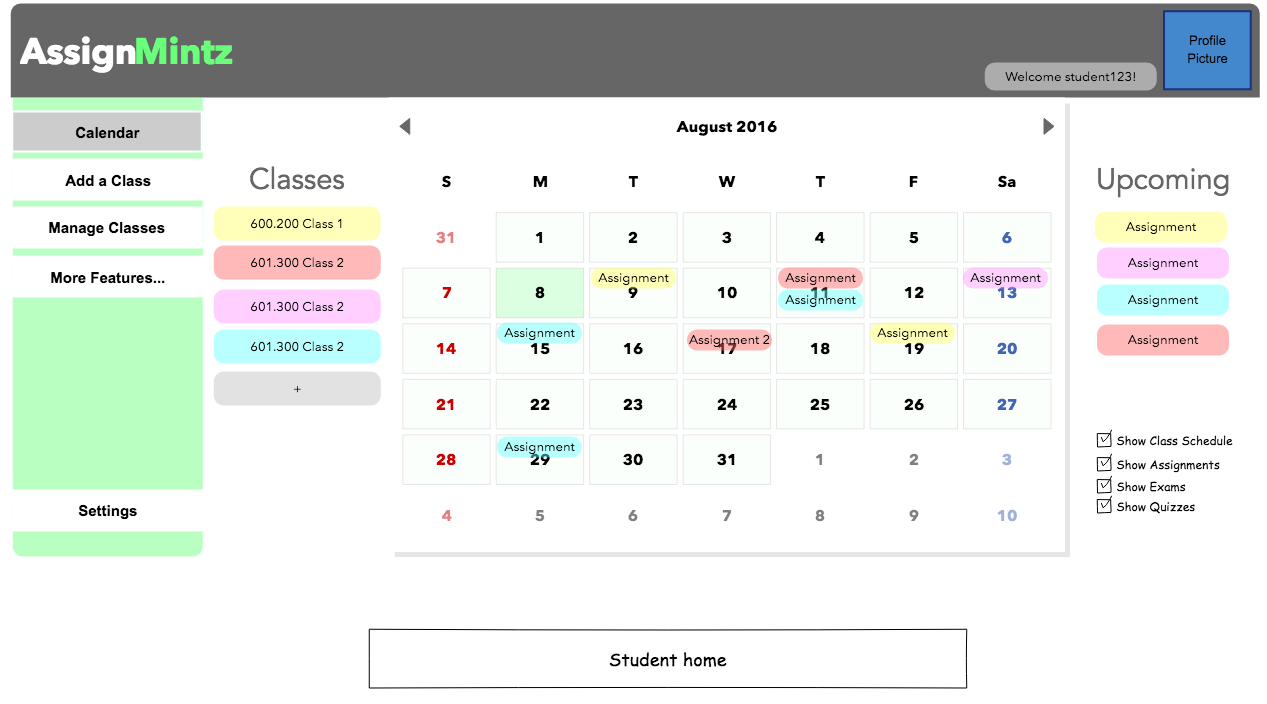 AssignMintz
Profile
Picture
Welcome student123!
Calendar
Add a Class
Manage Classes
More Features...
Settings
Classes
600.200 Class 1
601.300 Class 2
601.300 Class 2
601.300 Class 2
+
August 2016
S M T W T F Sa
31 1 2 3 4 5 6
Assignment Assignment Assignment
7 8 9 10 11 12 13
Assignment
Assignment Assignment 2 Assignment
14 15 16 17 18 19 20
21 22 23 24 25 26 27
Assignment
28 29 30 31 1 2 3
4 5 6 7 8 9 10
Upcoming
Assignment
Assignment
Assignment
Assignment
Show Class Schedule
Show Assignments
Show Exams
Show Quizzes
Student home